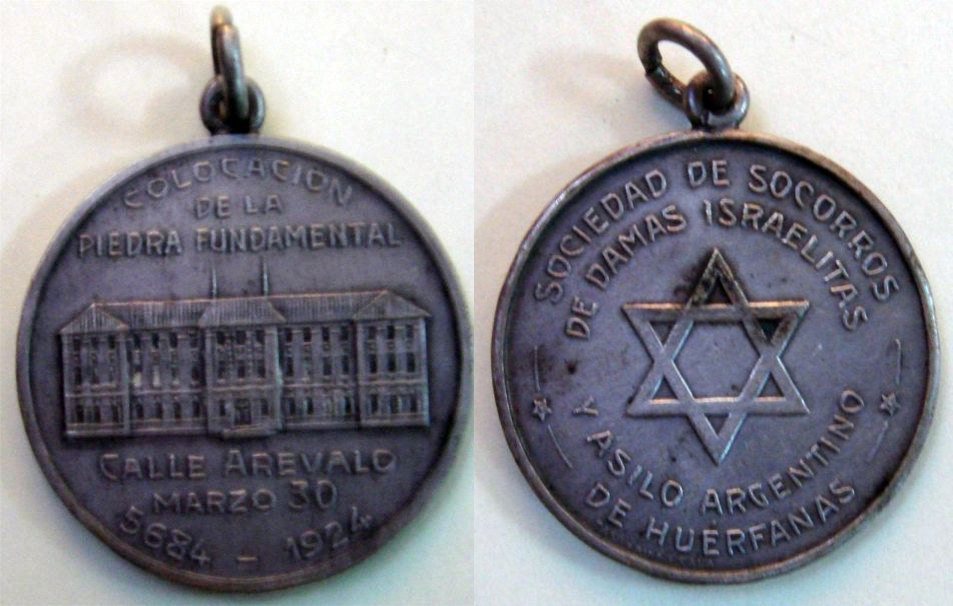 COLOCACION
DE LA
PIEDRA FUNDAMENTAL
CALLE AREVALO
MARZO 30
5684 - 1924
SOCIEDAD DE SOCORROS
DE DAMAS ISRAELITAS
Y ASILO ARGENTINO
DE HUERFANAS